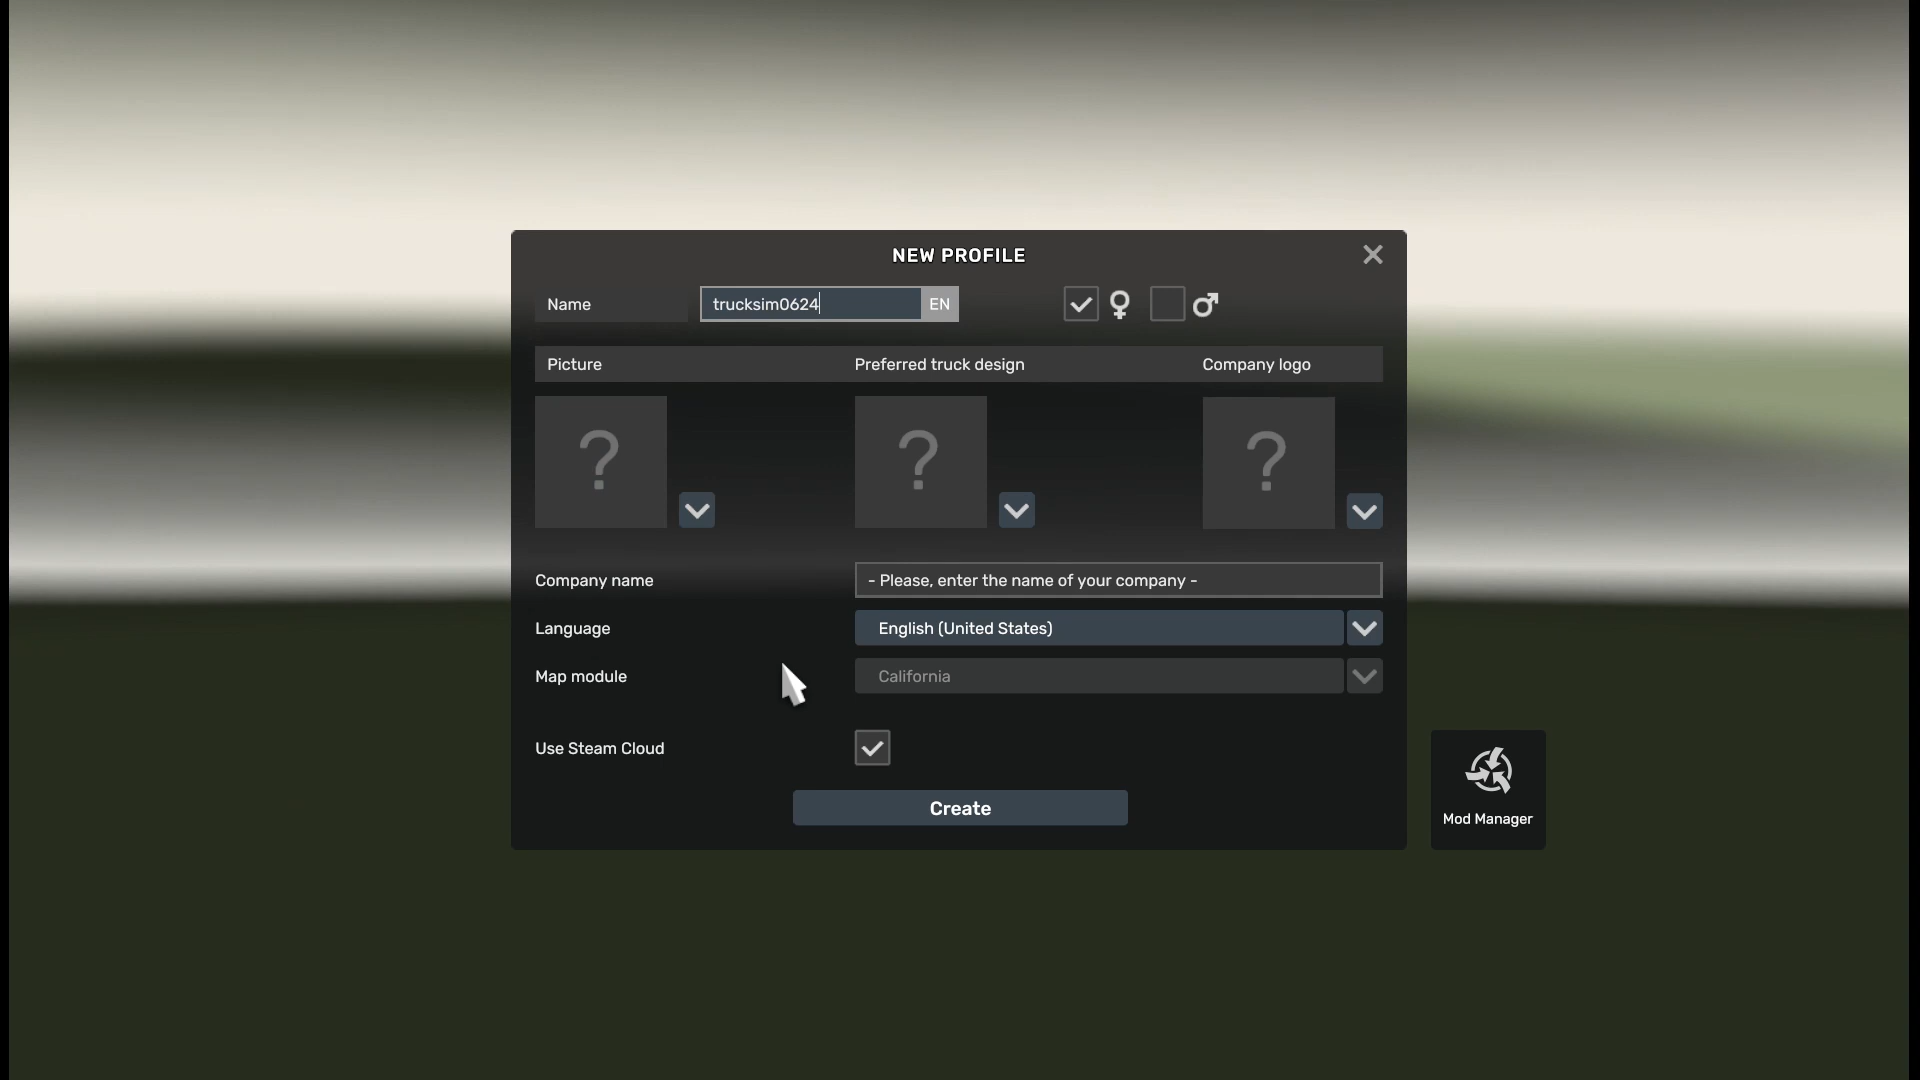 NEW PROFILE
Name
trucksim0624
EN
Picture
Preferred truck design
Company logo
?
?
?
Company name
- Please, enter the name of your company -
Language
English (United States)
Map module
California
Use Steam Cloud
Create
Mod Manager